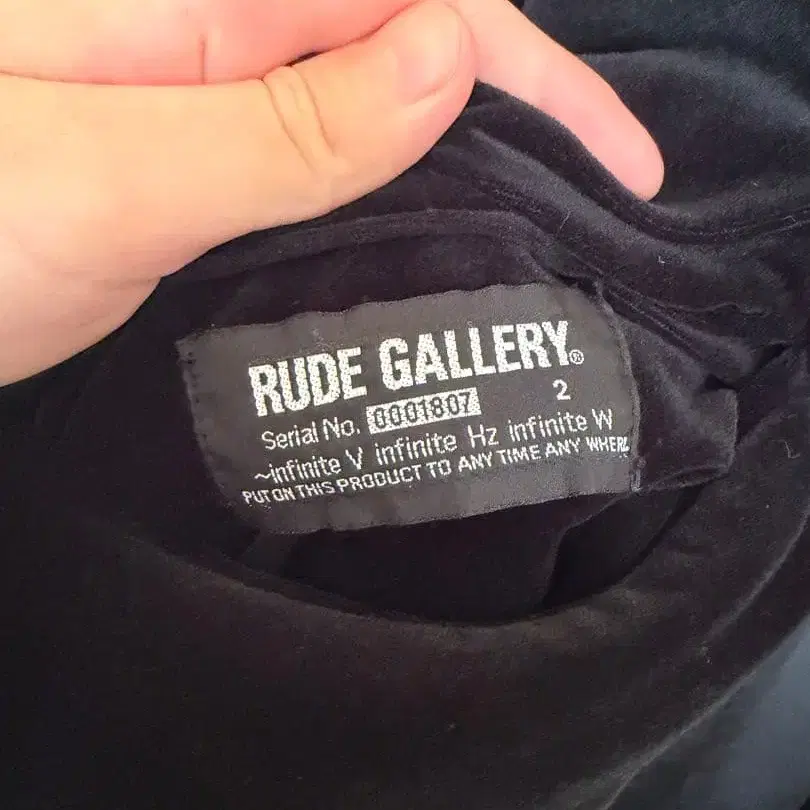 RUDE GALLERY®
2
Serial No. 0001807
~infinite V infinite Hz infinite W
PUT ON THIS PRODUCT TO ANY TIME ANY WHERE